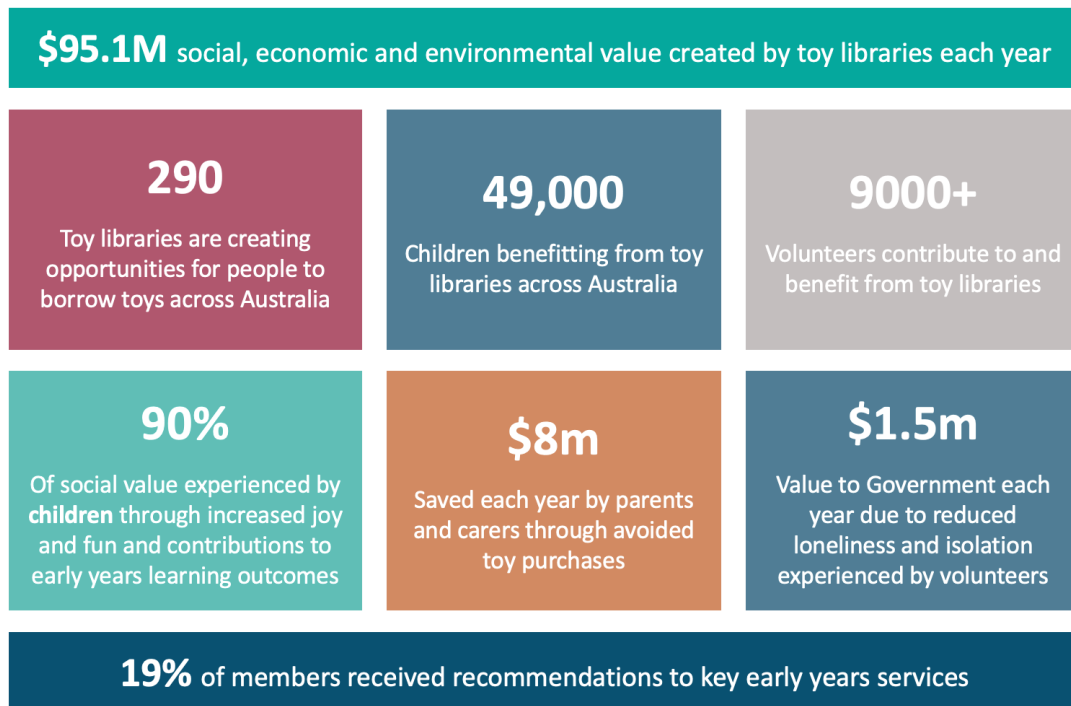 $95.1M social, economic and environmental value created by toy libraries each year
290
Toy libraries are creating
opportunities for people to
borrow toys across Australia
49,000
Children benefitting from toy
libraries across Australia
9000+
Volunteers contribute to and
benefit from toy libraries
90%
Of social value experienced by
children through increased joy
and fun and contributions to
early years learning outcomes
$8m
Saved each year by parents
and carers through avoided
toy purchases
$1.5m
Value to Government each
year due to reduced
loneliness and isolation
experienced by volunteers
19% of members received recommendations to key early years services